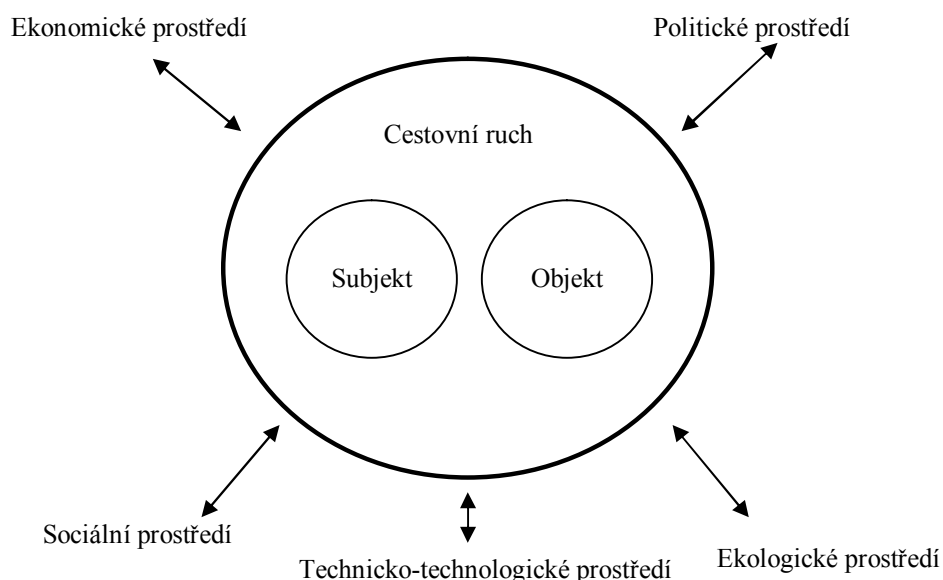 Ekonomické prostředí
Politické prostředí
Cestovní ruch
Subjekt
Objekt
Sociální prostředí
Technicko-technologické prostředí
Ekologické prostředí